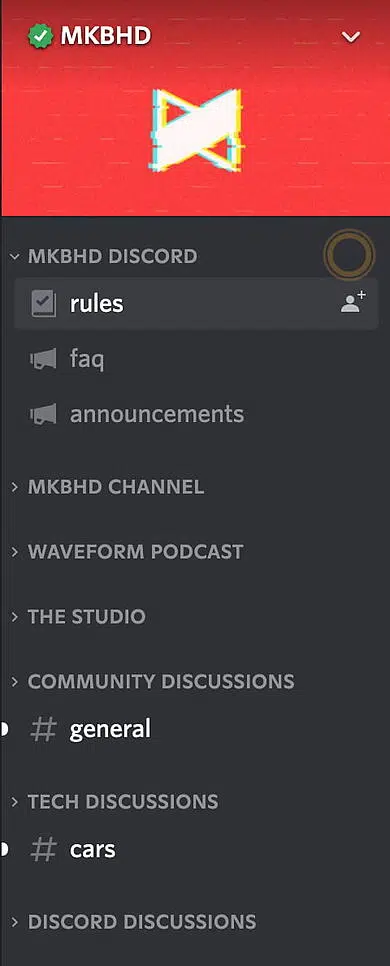 MKBHD
MKBHD DISCORD
rules
faq
announcements
MKBHD CHANNEL
WAVEFORM PODCAST
THE STUDIO
COMMUNITY DISCUSSIONS
# general
TECH DISCUSSIONS
# cars
DISCORD DISCUSSIONS